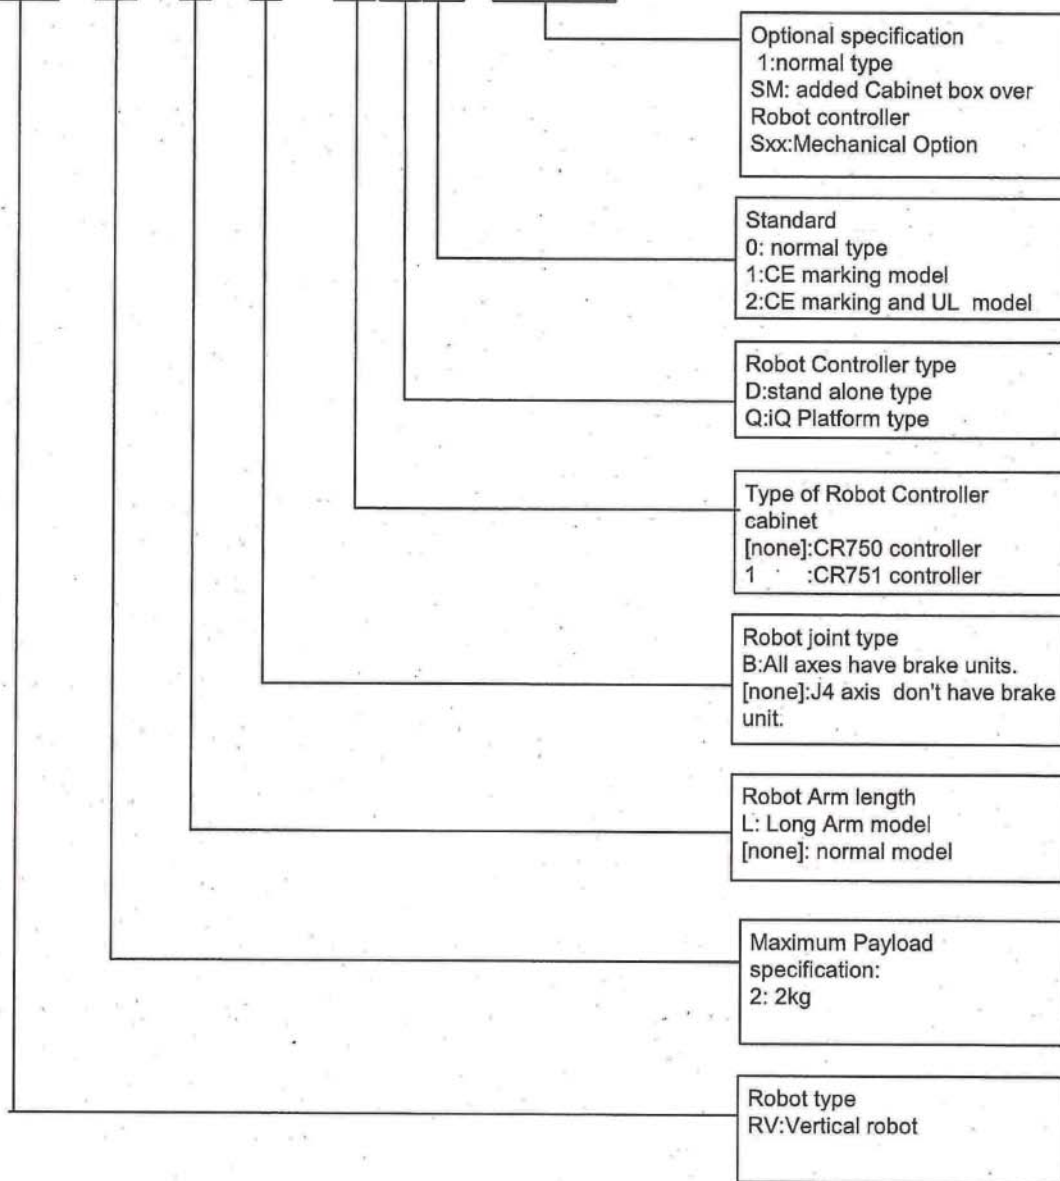 Optional specification
1:normal type
SM: added Cabinet box over
Robot controller
Sxx:Mechanical Option
Standard
0: normal type
1:CE marking model
2:CE marking and UL model
Robot Controller type
D:stand alone type
Q:iQ Platform type
Type of Robot Controller
cabinet
[none]:CR750 controller
1 :CR751 controller
Robot joint type
B:All axes have brake units.
[none]:J4 axis don't have brake
unit.
Robot Arm length
L: Long Arm model
[none]: normal model
Maximum Payload
specification:
2: 2kg
Robot type
RV:Vertical robot